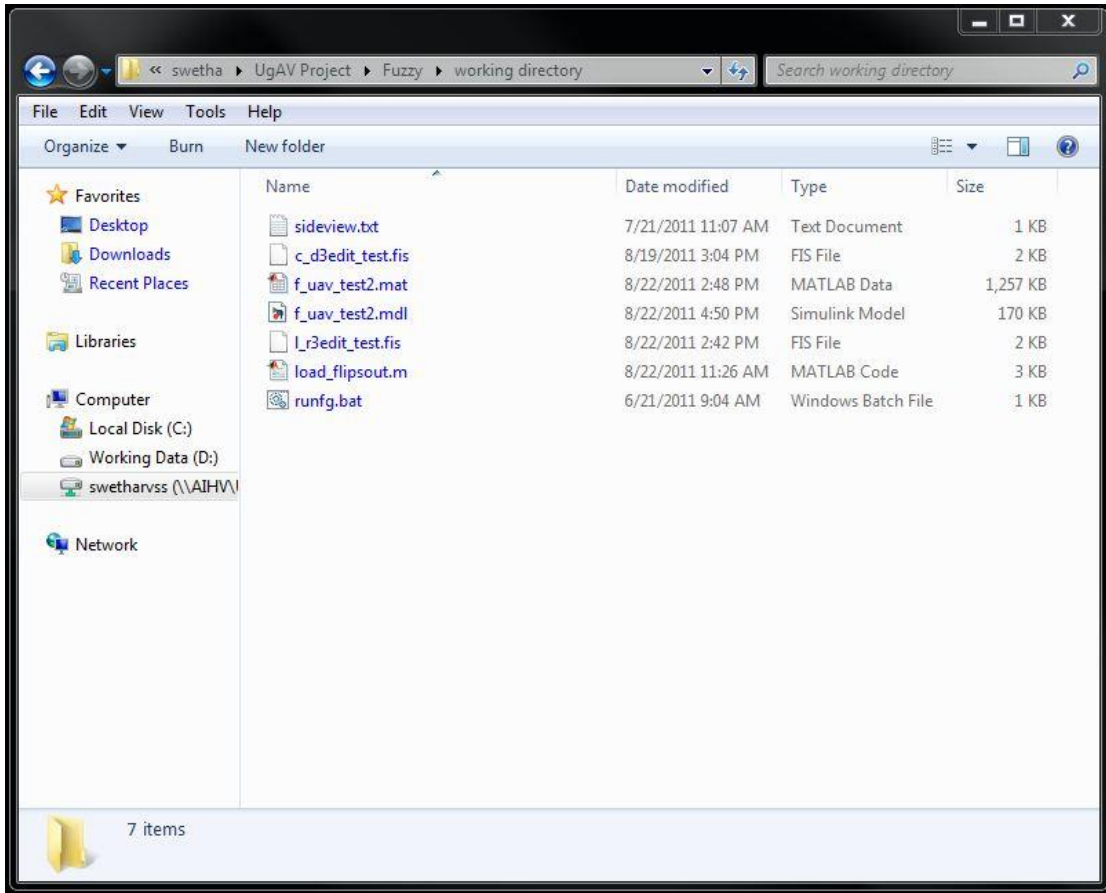 « swetha ▸ UgAV Project ▸ Fuzzy ▸ working directory
Search working directory
File Edit View Tools Help
Organize ▾ Burn New folder
Favorites
Desktop
Downloads
Recent Places
Libraries
Computer
Local Disk (C:)
Working Data (D:)
swetharvss (\\AIHV\
Network
Name Date modified Type Size
sideview.txt 7/21/2011 11:07 AM Text Document 1 KB
c_d3edit_test.fis 8/19/2011 3:04 PM FIS File 2 KB
f_uav_test2.mat 8/22/2011 2:48 PM MATLAB Data 1,257 KB
f_uav_test2.mdl 8/22/2011 4:50 PM Simulink Model 170 KB
l_r3edit_test.fis 8/22/2011 2:42 PM FIS File 2 KB
load_flipsout.m 8/22/2011 11:26 AM MATLAB Code 3 KB
runfg.bat 6/21/2011 9:04 AM Windows Batch File 1 KB
7 items